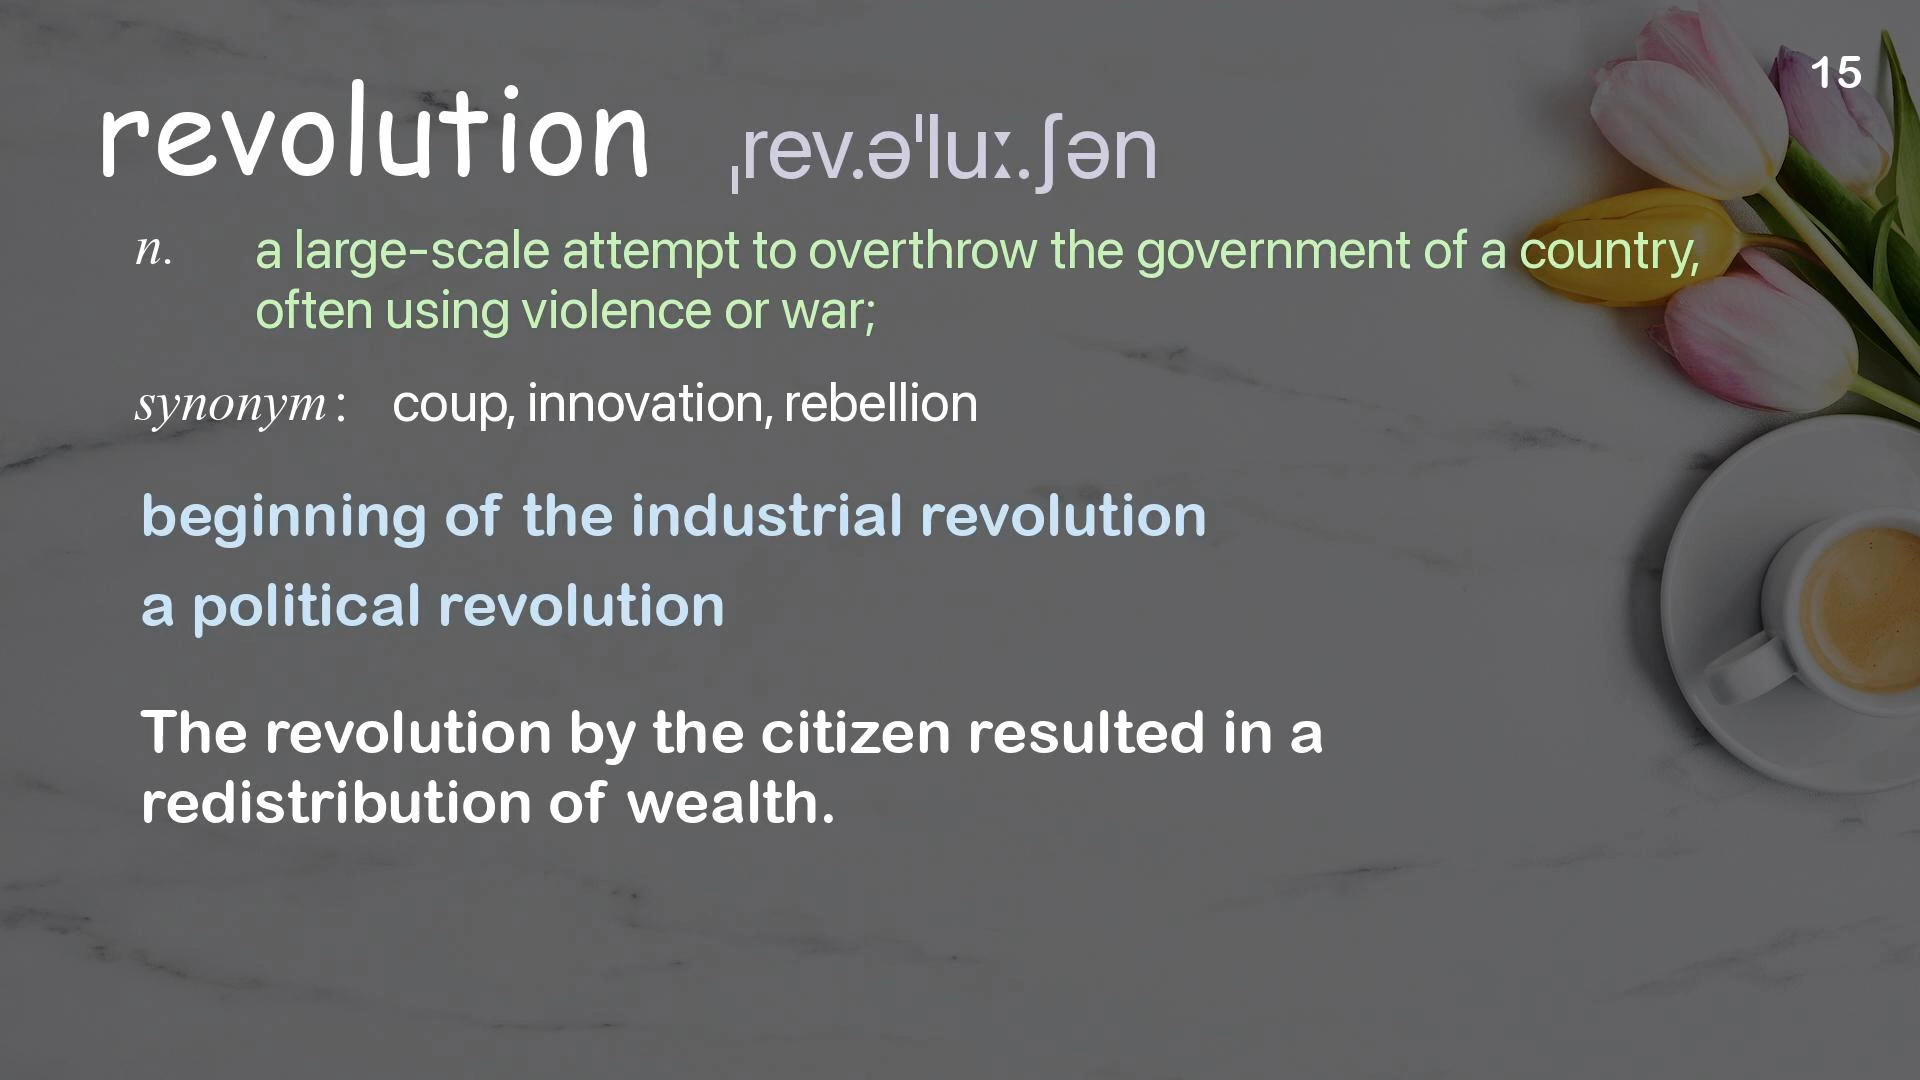 15
revolution ˌrev.əˈluː.ʃən
n. a large-scale attempt to overthrow the government of a country,
often using violence or war;
synonym: coup, innovation, rebellion
beginning of the industrial revolution
a political revolution
The revolution by the citizen resulted in a
redistribution of wealth.